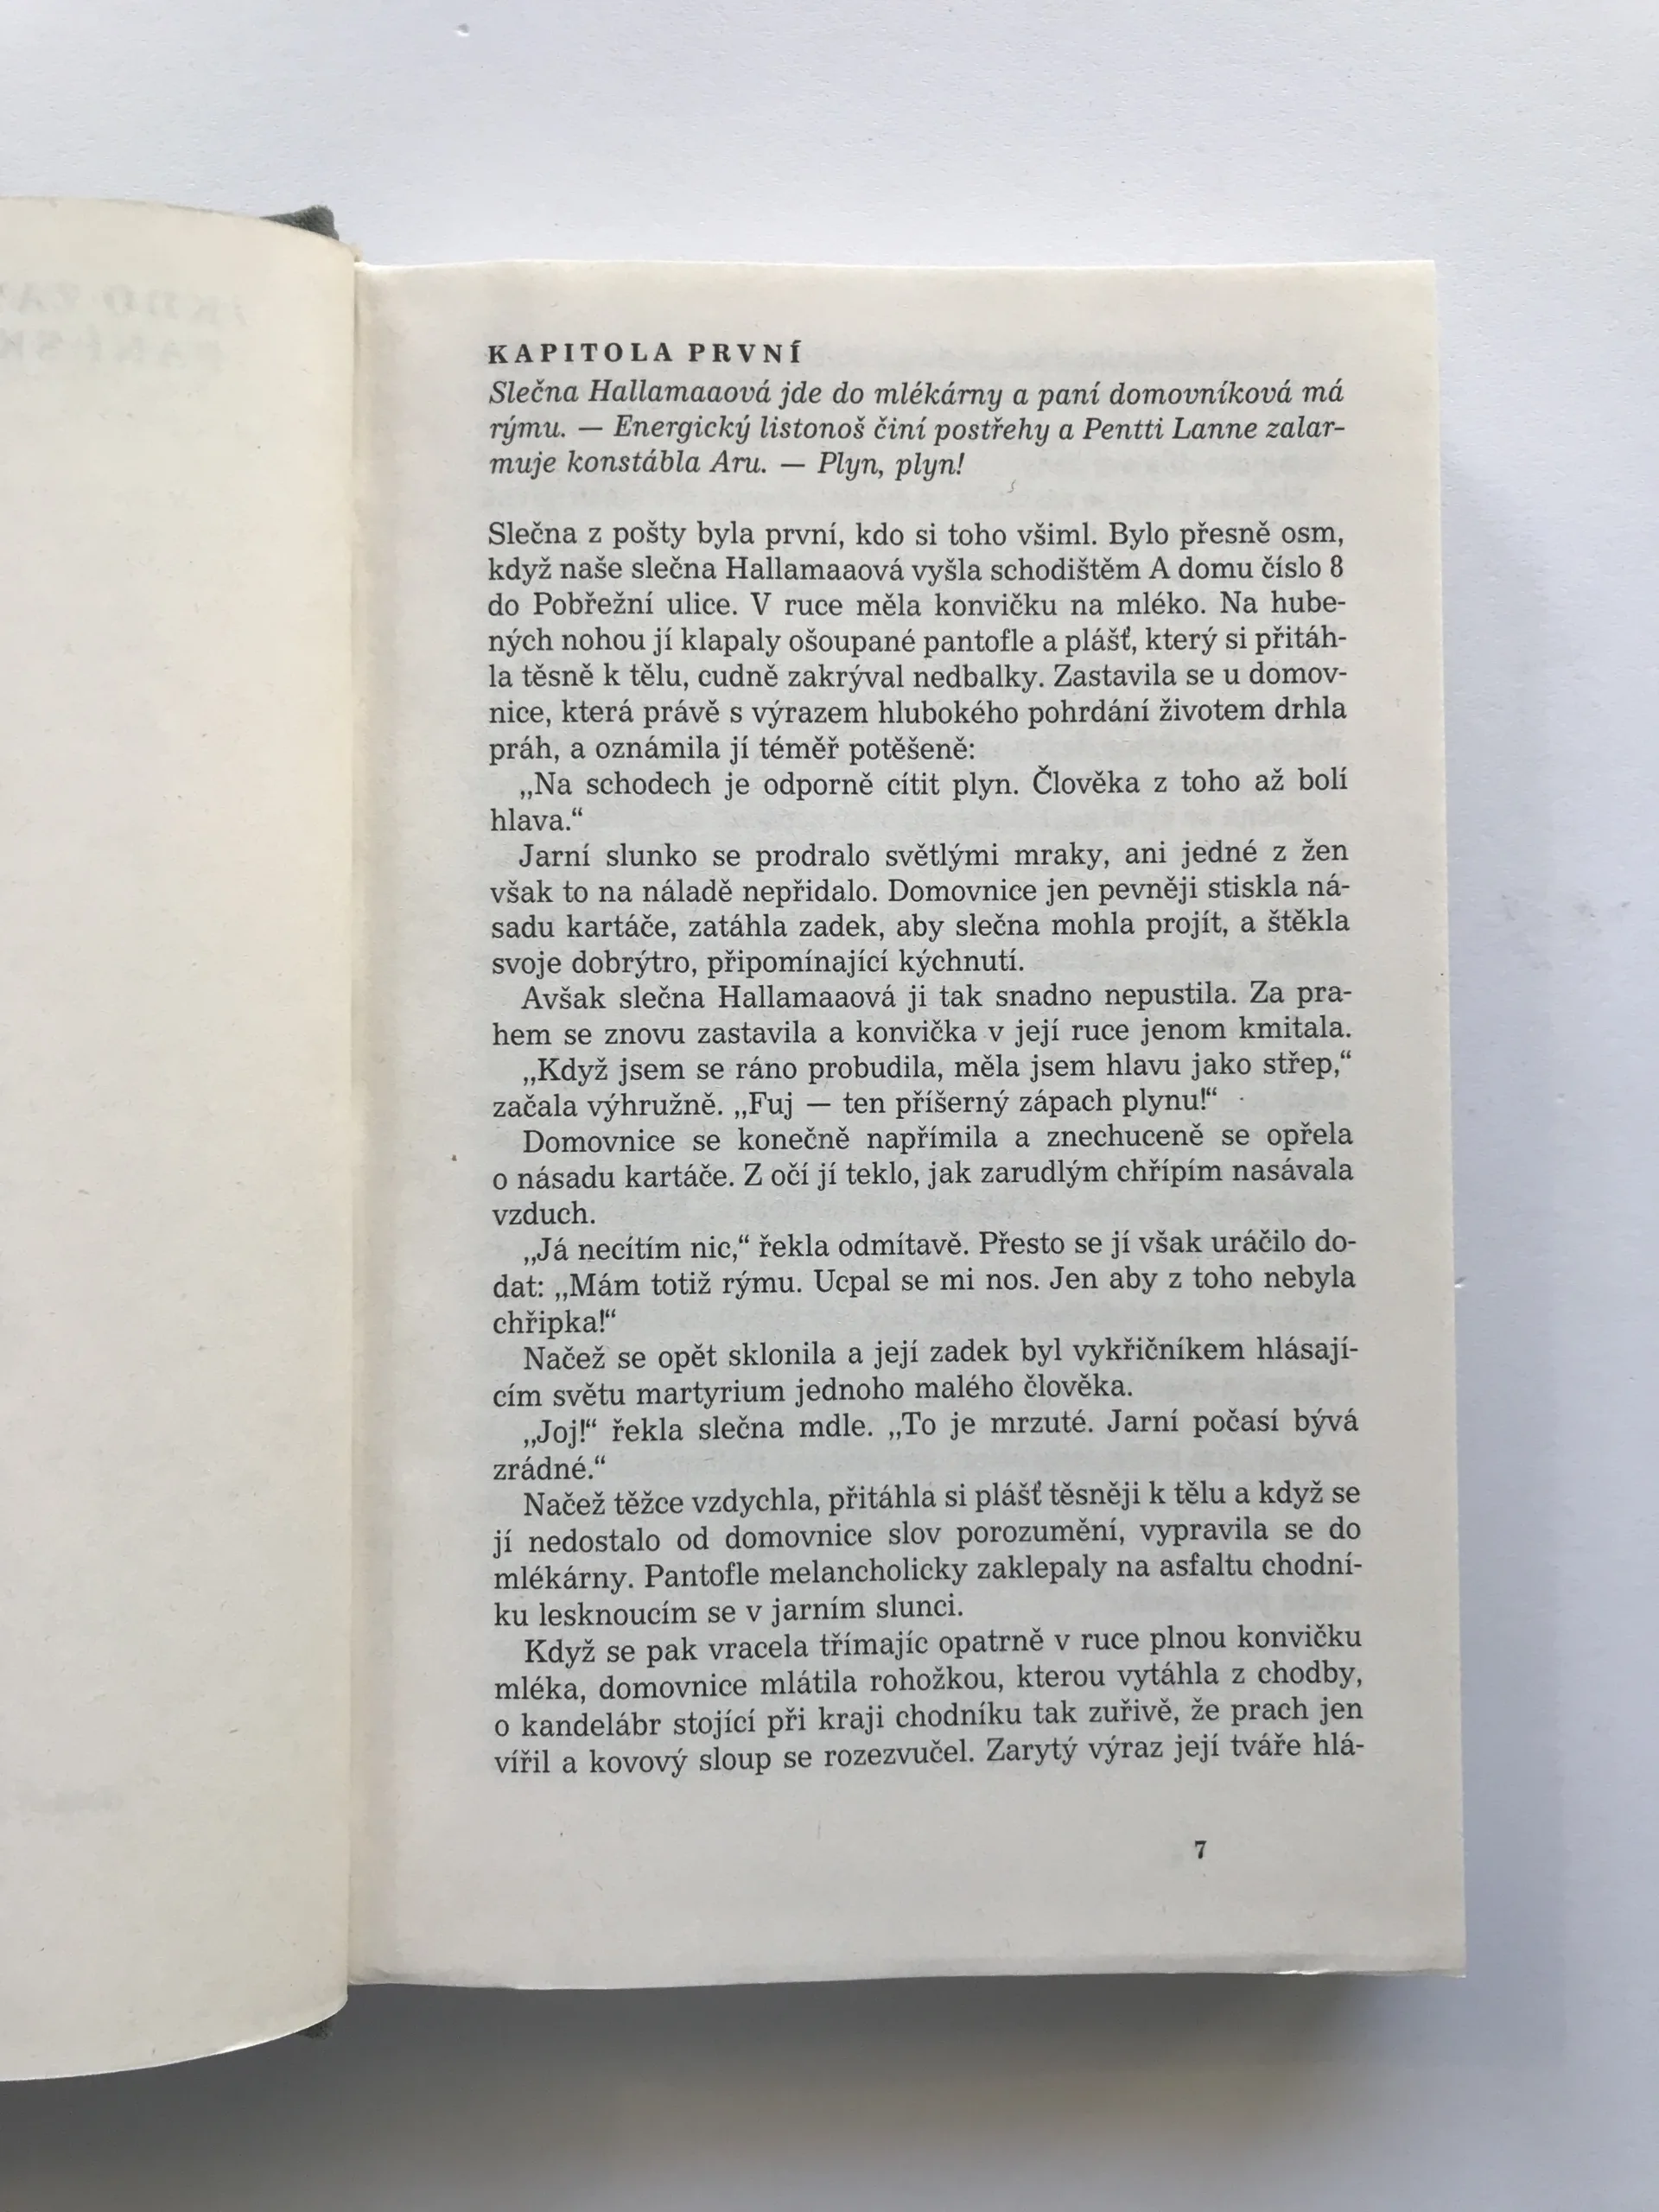 KAPITOLA PRVNÍ
Slečna Hallamaaová jde do mlékárny a paní domovníková má
rýmu. — Energický listonoš činí postřehy a Pentti Lanne zalar-
muje konstábla Aru. — Plyn, plyn!
Slečna z pošty byla první, kdo si toho všiml. Bylo přesně osm,
když naše slečna Hallamaaová vyšla schodištěm A domu číslo 8
do Pobřežní ulice. V ruce měla konvičku na mléko. Na hube-
ných nohou jí klapaly ošoupané pantofle a plášť, který si přitáh-
la těsně k tělu, cudně zakrýval nedbalky. Zastavila se u domov-
nice, která právě s výrazem hlubokého pohrdání životem drhla
práh, a oznámila jí téměř potěšeně:
„Na schodech je odporně cítit plyn. Člověka z toho až bolí
hlava.“
Jarní slunko se prodralo světlými mraky, ani jedné z žen
však to na náladě nepřidalo. Domovnice jen pevněji stiskla ná-
sadu kartáče, zatáhla zadek, aby slečna mohla projít, a štěkla
svoje dobrýtro, připomínající kýchnutí.
Avšak slečna Hallamaaová ji tak snadno nepustila. Za pra-
hem se znovu zastavila a konvička v její ruce jenom kmitala.
„Když jsem se ráno probudila, měla jsem hlavu jako střep,“
začala výhružně. „Fuj — ten příšerný zápach plynu!“
Domovnice se konečně napřímila a znechuceně se opřela
o násadu kartáče. Z očí jí teklo, jak zarudlým chřípím nasávala
vzduch.
„Já necítím nic,“ řekla odmítavě. Přesto se jí však uráčilo do-
dat: „Mám totiž rýmu. Ucpal se mi nos. Jen aby z toho nebyla
chřipka!“
Načež se opět sklonila a její zadek byl vykřičníkem hlásají-
cím světu martyrium jednoho malého člověka.
„Joj!“ řekla slečna mdle. „To je mrzuté. Jarní počasí bývá
zrádné.“
Načež těžce vzdychla, přitáhla si plášť těsněji k tělu a když se
jí nedostalo od domovnice slov porozumění, vypravila se do
mlékárny. Pantofle melancholicky zaklepaly na asfaltu chodní-
ku lesknoucím se v jarním slunci.
Když se pak vracela třímajíc opatrně v ruce plnou konvičku
mléka, domovnice mlátila rohožkou, kterou vytáhla z chodby,
o kandelábr stojící při kraji chodníku tak zuřivě, že prach jen
vířil a kovový sloup se rozezvučel. Zarytý výraz její tváře hlá-
7